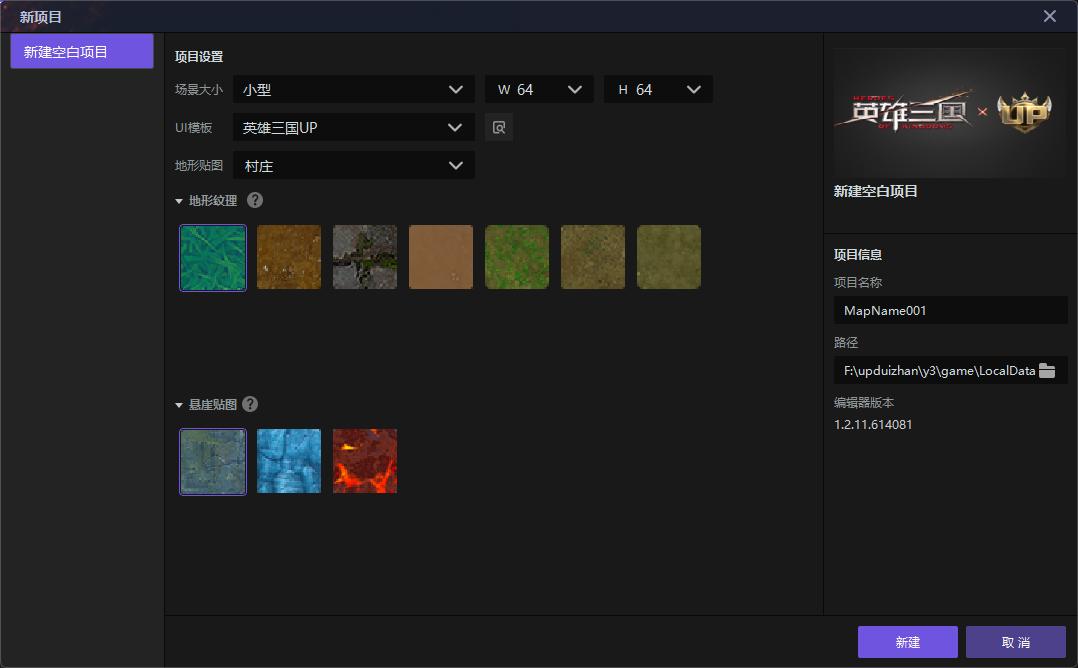 新项目
新建空白项目
项目设置
场景大小 小型 W 64 H 64
UI模板 英雄三国UP
地形贴图 村庄
地形纹理 ?
悬崖贴图 ?
HEROES
英雄三国 × UP
OF KINGDOMS
新建空白项目
项目信息
项目名称
MapName001
路径
F:\upduizhan\y3\game\LocalData
编辑器版本
1.2.11.614081
新建 取消